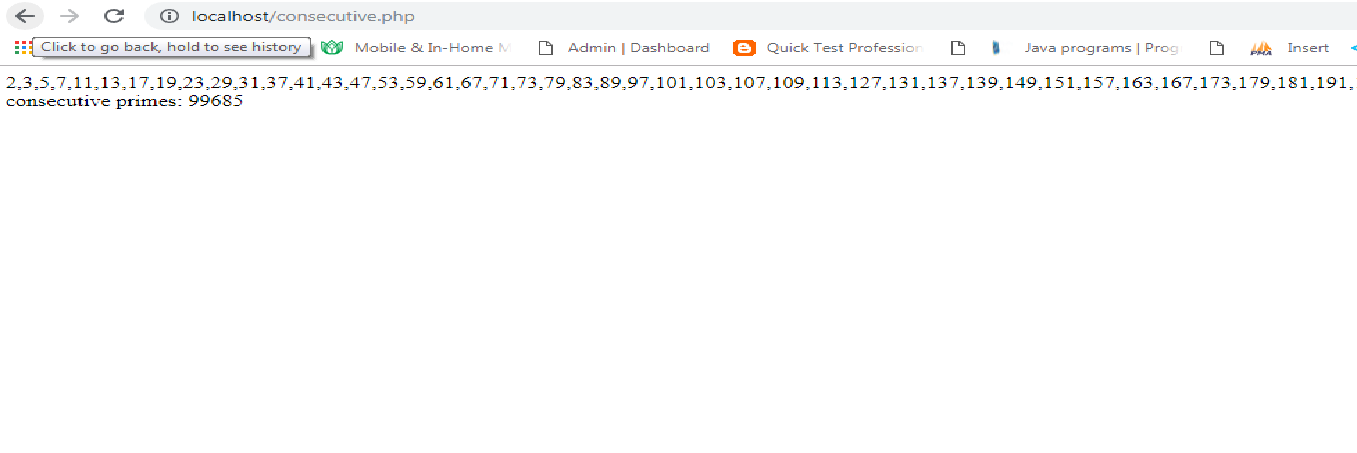 localhost/consecutive.php
Click to go back, hold to see history Mobile & In-Home M Admin | Dashboard Quick Test Profession Java programs | Prog PMA Insert
2,3,5,7,11,13,17,19,23,29,31,37,41,43,47,53,59,61,67,71,73,79,83,89,97,101,103,107,109,113,127,131,137,139,149,151,157,163,167,173,179,181,191,
consecutive primes: 99685